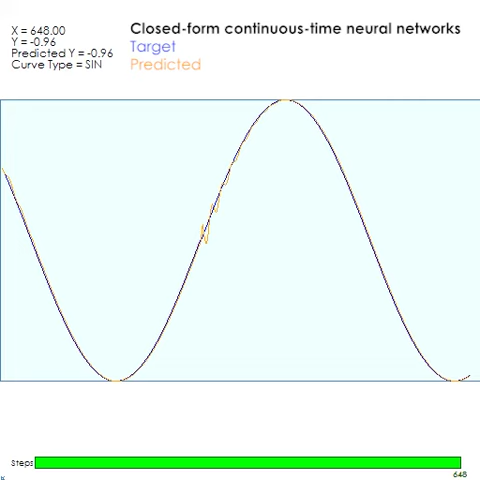 X = 648.00
Y = -0.96
Predicted Y = -0.96
Curve Type = SIN
Closed-form continuous-time neural networks
Target
Predicted
Steps
648